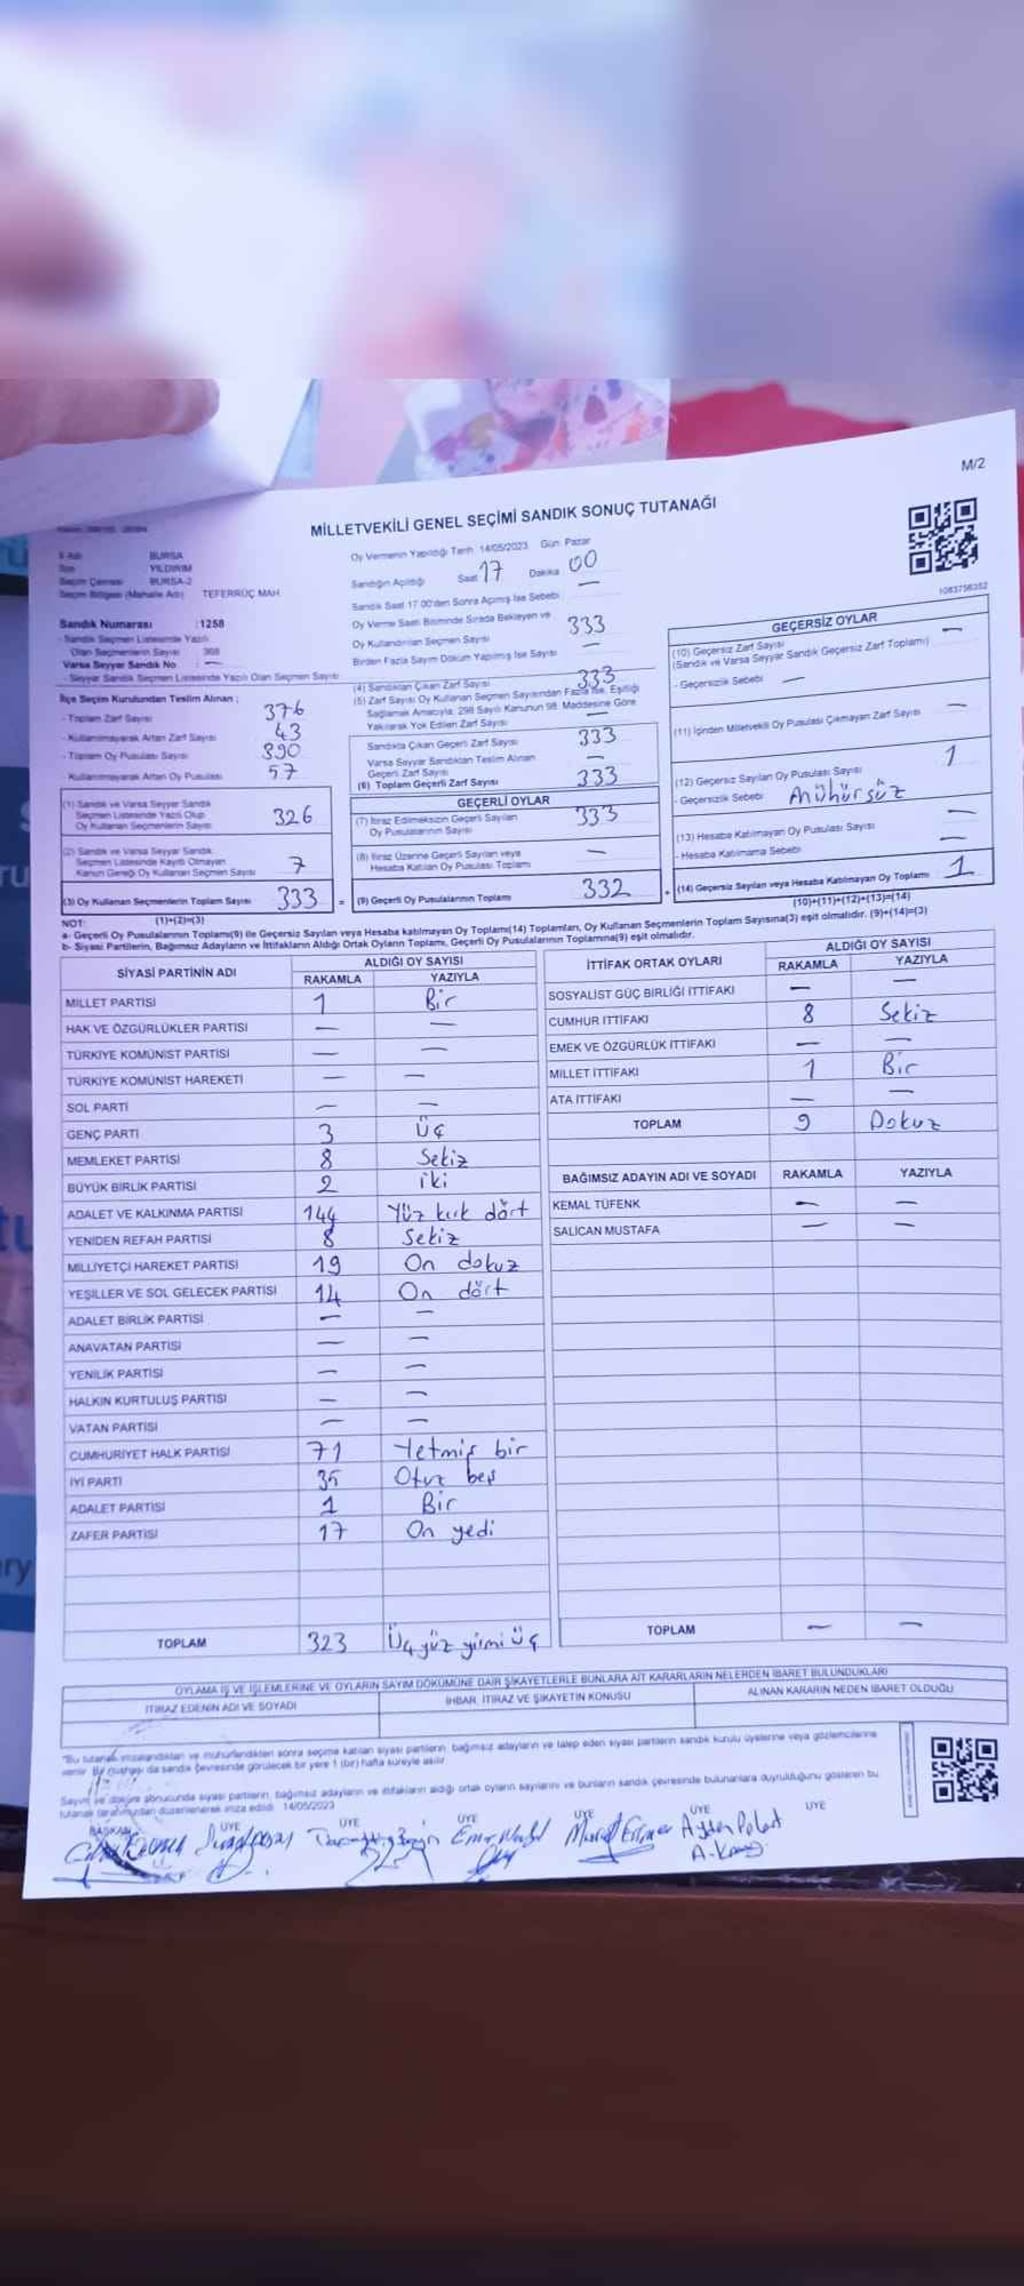 M/2
MİLLETVEKİLİ GENEL SEÇİMİ SANDIK SONUÇ TUTANAĞI
BURSA
YILDIRIM
Seçim Çevresi BURSA-2
Seçim Bölgesi (Mahalle Adı) TEFERRÜÇ MAH.
Sandık Numarası :1258
- Sandık Seçmen Listesinde Yazılı
Olan Seçmenlerin Sayısı 368
Varsa Seyyar Sandık No : —
- Seyyar Sandık Seçmen Listesinde Yazılı Olan Seçmen Sayısı
İlçe Seçim Kurulundan Teslim Alınan ;
- Toplam Zarf Sayısı 376
- Kullanılmayarak Artan Zarf Sayısı 43
- Toplam Oy Pusulası Sayısı 390
- Kullanılmayarak Artan Oy Pusulası 57
(1) Sandık ve Varsa Seyyar Sandık
Seçmen Listesinde Yazılı Olup
Oy Kullanan Seçmenlerin Sayısı 326
(2) Sandık ve Varsa Seyyar Sandık
Seçmen Listesinde Kayıtlı Olmayan
Kanun Gereği Oy Kullanan Seçmen Sayısı 7
(3) Oy Kullanan Seçmenlerin Toplam Sayısı 333 =
(1)+(2)=(3)
Oy Vermenin Yapıldığı Tarih: 14/05/2023 Gün: Pazar
Sandığın Açıldığı Saat 17 Dakika 00
Sandık Saat 17.00'den Sonra Açılmış İse Sebebi : —
Oy Verme Saati Bitiminde Sırada Bekleyen ve
Oy Kullandırılan Seçmen Sayısı 333
Birden Fazla Sayım Döküm Yapılmış İse Sayısı —
(4) Sandıktan Çıkan Zarf Sayısı 333
(5) Zarf Sayısı Oy Kullanan Seçmen Sayısından Fazla İse, Eşitliği
Sağlamak Amacıyla, 298 Sayılı Kanunun 98. Maddesine Göre
Yakılarak Yok Edilen Zarf Sayısı —
Sandıkta Çıkan Geçerli Zarf Sayısı 333
Varsa Seyyar Sandıktan Teslim Alınan
Geçerli Zarf Sayısı —
(6) Toplam Geçerli Zarf Sayısı 333
GEÇERLİ OYLAR
(7) İtiraz Edilmeksizin Geçerli Sayılan
Oy Pusulalarının Sayısı 333
(8) İtiraz Üzerine Geçerli Sayılan veya
Hesaba Katılan Oy Pusulası Toplamı —
(9) Geçerli Oy Pusulalarının Toplamı 332 +
1083756352
GEÇERSİZ OYLAR
(10) Geçersiz Zarf Sayısı —
(Sandık ve Varsa Seyyar Sandık Geçersiz Zarf Toplamı)
- Geçersizlik Sebebi —
(11) İçinden Milletvekili Oy Pusulası Çıkmayan Zarf Sayısı —
(12) Geçersiz Sayılan Oy Pusulası Sayısı 1
- Geçersizlik Sebebi Mühürsüz
(13) Hesaba Katılmayan Oy Pusulası Sayısı —
- Hesaba Katılmama Sebebi —
(14) Geçersiz Sayılan veya Hesaba Katılmayan Oy Toplamı 1
(10)+(11)+(12)+(13)=(14)
NOT:
a- Geçerli Oy Pusulalarının Toplamı(9) ile Geçersiz Sayılan veya Hesaba katılmayan Oy Toplamı(14) Toplamları, Oy Kullanan Seçmenlerin Toplam Sayısına(3) eşit olmalıdır. (9)+(14)=(3)
b- Siyasi Partilerin, Bağımsız Adayların ve İttifakların Aldığı Ortak Oyların Toplamı, Geçerli Oy Pusulalarının Toplamına(9) eşit olmalıdır.
SİYASİ PARTİNİN ADI ALDIĞI OY SAYISI
RAKAMLA YAZIYLA
MİLLET PARTİSİ 1 Bir
HAK VE ÖZGÜRLÜKLER PARTİSİ — —
TÜRKİYE KOMÜNİST PARTİSİ — —
TÜRKİYE KOMÜNİST HAREKETİ — —
SOL PARTİ — —
GENÇ PARTİ 3 Üç
MEMLEKET PARTİSİ 8 Sekiz
BÜYÜK BİRLİK PARTİSİ 2 iki
ADALET VE KALKINMA PARTİSİ 144 Yüz kırk dört
YENİDEN REFAH PARTİSİ 8 Sekiz
MİLLİYETÇİ HAREKET PARTİSİ 19 On dokuz
YEŞİLLER VE SOL GELECEK PARTİSİ 14 On dört
ADALET BİRLİK PARTİSİ — —
ANAVATAN PARTİSİ — —
YENİLİK PARTİSİ — —
HALKIN KURTULUŞ PARTİSİ — —
VATAN PARTİSİ — —
CUMHURİYET HALK PARTİSİ 71 Yetmiş bir
İYİ PARTİ 35 Otuz beş
ADALET PARTİSİ 1 Bir
ZAFER PARTİSİ 17 On yedi
TOPLAM 323 Üç yüz yirmi üç
İTTİFAK ORTAK OYLARI ALDIĞI OY SAYISI
RAKAMLA YAZIYLA
SOSYALİST GÜÇ BİRLİĞİ İTTİFAKI — —
CUMHUR İTTİFAKI 8 Sekiz
EMEK VE ÖZGÜRLÜK İTTİFAKI — —
MİLLET İTTİFAKI 1 Bir
ATA İTTİFAKI — —
TOPLAM 9 Dokuz
BAĞIMSIZ ADAYIN ADI VE SOYADI RAKAMLA YAZIYLA
KEMAL TÜFENK — —
SALİCAN MUSTAFA — —
TOPLAM — —
OYLAMA İŞ VE İŞLEMLERİNE VE OYLARIN SAYIM DÖKÜMÜNE DAİR ŞİKAYETLERLE BUNLARA AİT KARARLARIN NELERDEN İBARET BULUNDUKLARI
İTİRAZ EDENİN ADI VE SOYADI İHBAR, İTİRAZ VE ŞİKAYETİN KONUSU ALINAN KARARIN NEDEN İBARET OLDUĞU
"Bu tutanak imzalandıktan ve mühürlendikten sonra seçime katılan siyasi partilerin, bağımsız adayların ve talep eden siyasi partilerin sandık kurulu üyelerine veya gözlemcilerine
verilir. Bir nüshası da sandık çevresinde görülecek bir yere 1 (bir) hafta süreyle asılır.
Sayım ve döküm sonucunda siyasi partilerin, bağımsız adayların ve ittifakların aldığı ortak oyların sayılarını ve bunların sandık çevresinde bulunanlara duyrulduğunu gösteren bu
tutanak tarafımızdan düzenlenerek imza edildi. 14/05/2023
BAŞKAN ÜYE ÜYE ÜYE ÜYE ÜYE ÜYE
Ayten Polat